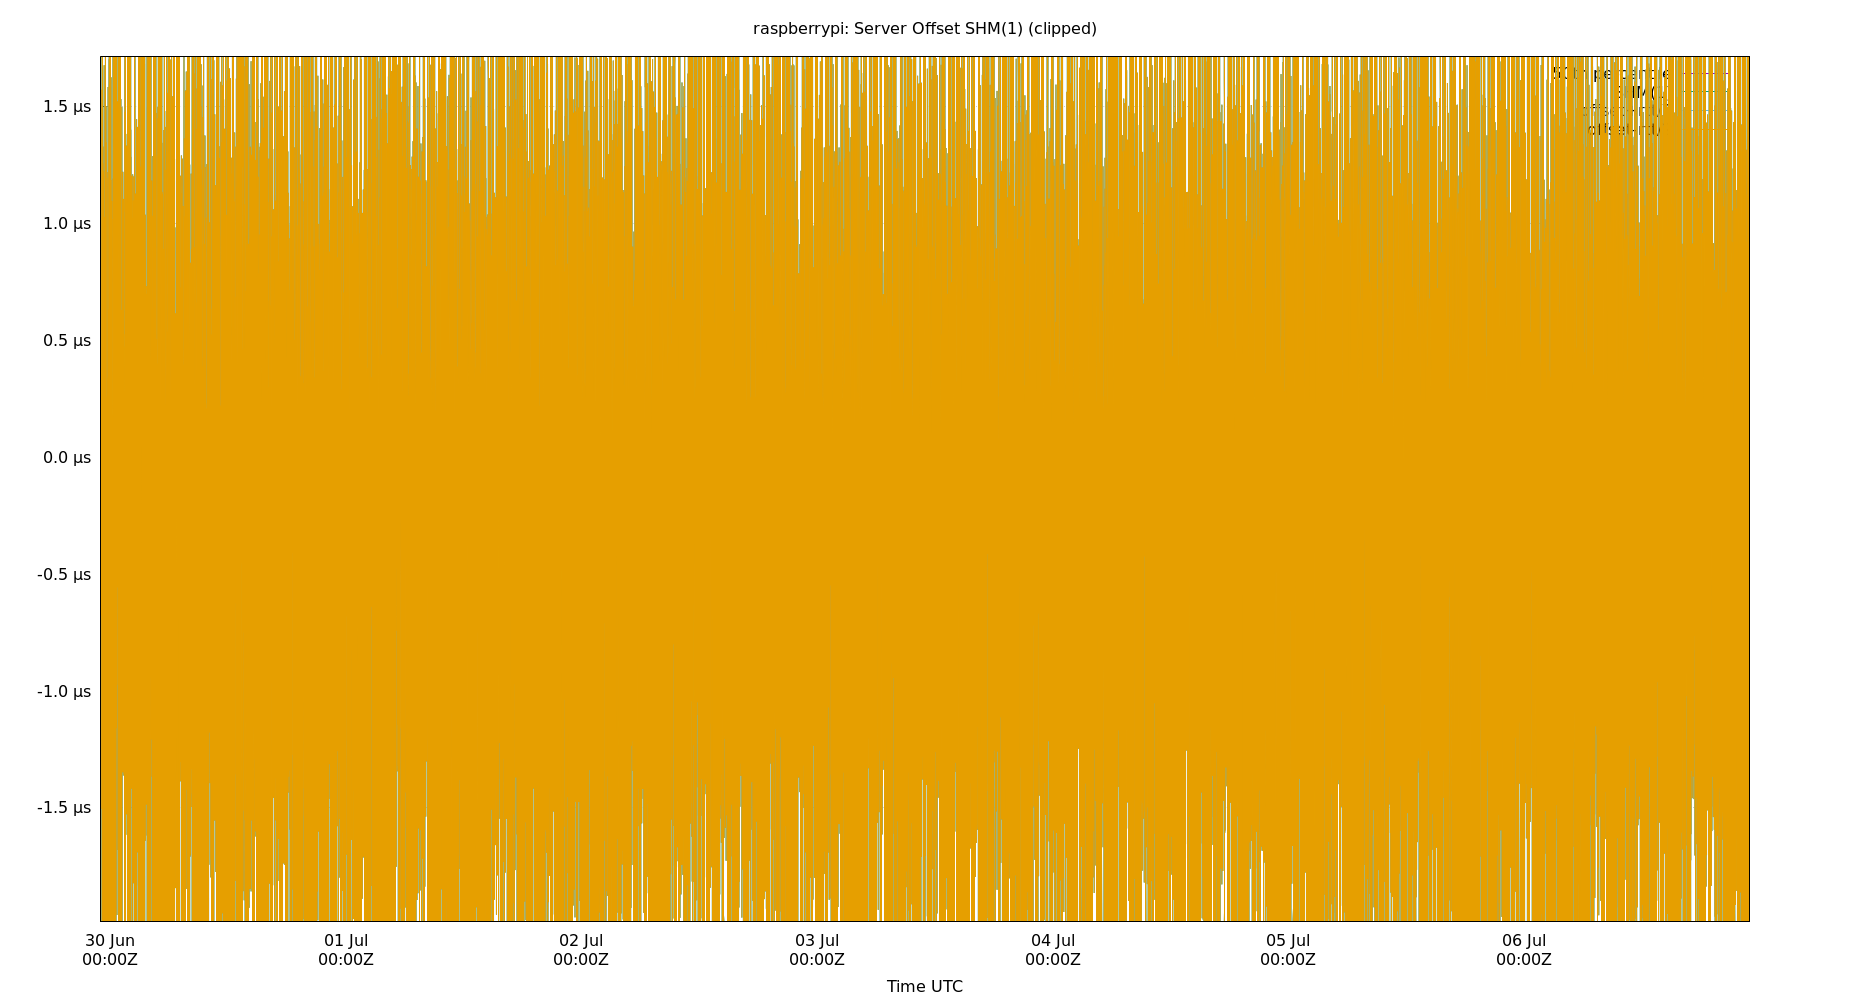 raspberrypi: Server Offset SHM(1) (clipped)
1.5 µs
1.0 µs
0.5 µs
0.0 µs
-0.5 µs
-1.0 µs
-1.5 µs
30 Jun 01 Jul 02 Jul 03 Jul 04 Jul 05 Jul 06 Jul
00:00Z 00:00Z 00:00Z 00:00Z 00:00Z 00:00Z 00:00Z
Time UTC